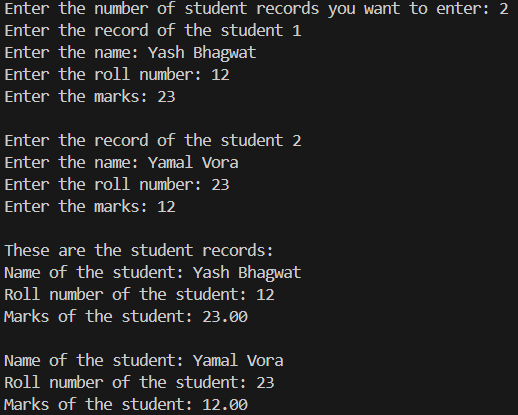 Enter the number of student records you want to enter: 2
Enter the record of the student 1
Enter the name: Yash Bhagwat
Enter the roll number: 12
Enter the marks: 23
Enter the record of the student 2
Enter the name: Yamal Vora
Enter the roll number: 23
Enter the marks: 12
These are the student records:
Name of the student: Yash Bhagwat
Roll number of the student: 12
Marks of the student: 23.00
Name of the student: Yamal Vora
Roll number of the student: 23
Marks of the student: 12.00